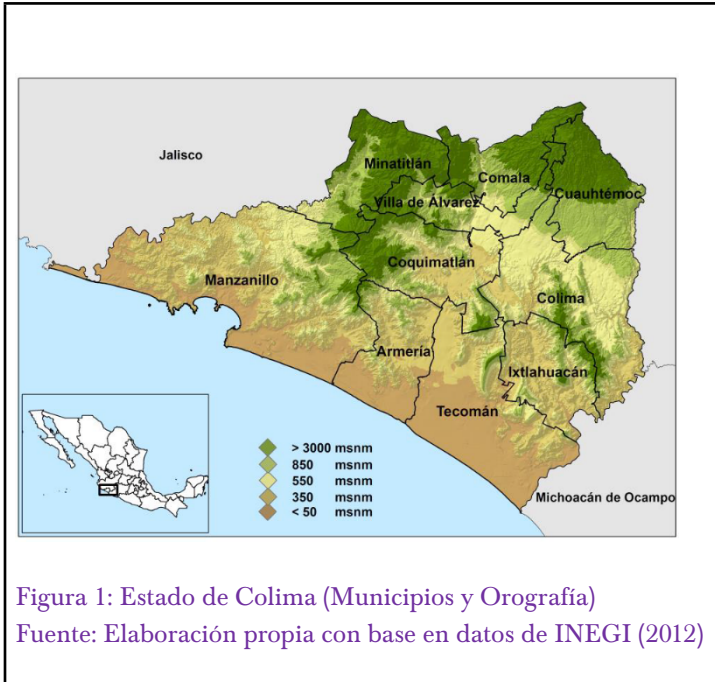 Jalisco
Minatitlán
Comala
Cuauhtémoc
Villa de Álvarez
Manzanillo
Coquimatlán
Colima
Armería
Ixtlahuacán
Tecomán
> 3000 msnm
850 msnm
550 msnm
350 msnm
< 50 msnm
Michoacán de Ocampo
Figura 1: Estado de Colima (Municipios y Orografía)
Fuente: Elaboración propia con base en datos de INEGI (2012)